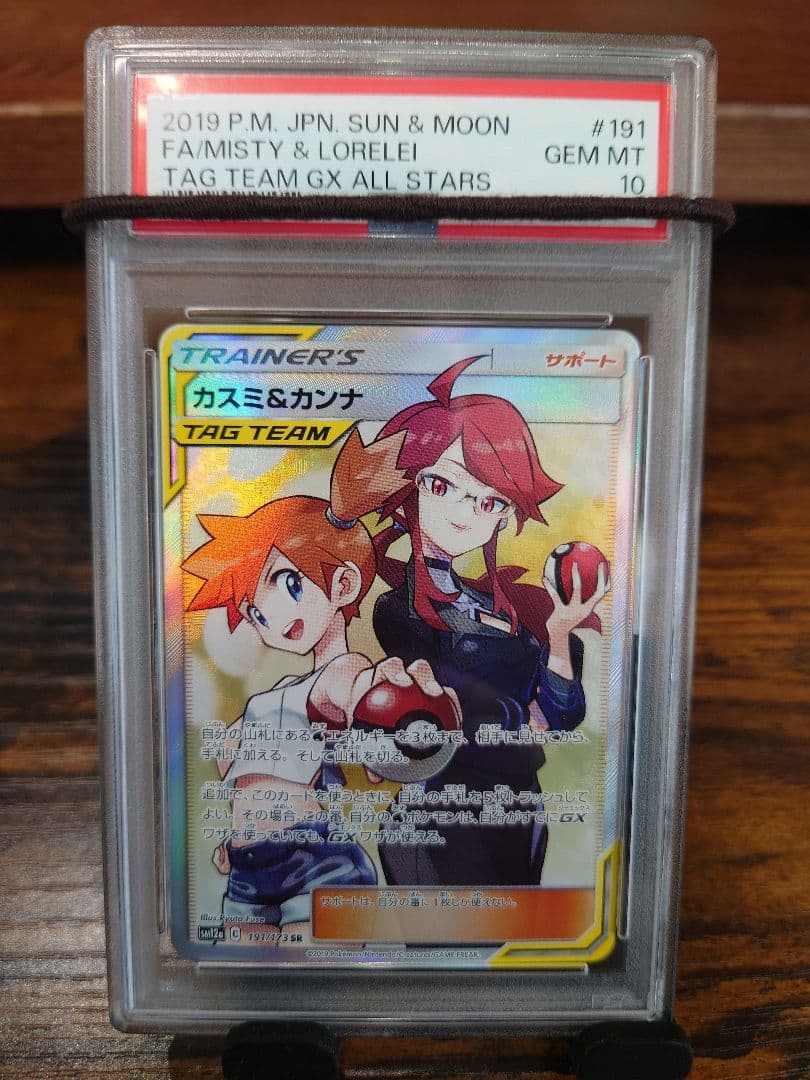 2019 P.M. JPN. SUN & MOON #191
FA/MISTY & LORELEI GEM MT
TAG TEAM GX ALL STARS 10
TRAINER'S サポート
カスミ&カンナ
TAG TEAM
自分の山札にあるエネルギーを3枚まで、相手に見せてから、
手札に加える。そして山札を切る。
追加で、このカードを使うときに、自分の手札を5枚トラッシュして
よい。その場合、この番、自分のポケモンは、自分がすでにGX
ワザを使っていても、GXワザが使える。
サポートは、自分の番に1枚しか使えない。
Illus. Ryuta Fuse
sm12a C 191/173 SR
©2019 Pokémon/Nintendo/Creatures/GAME FREAK